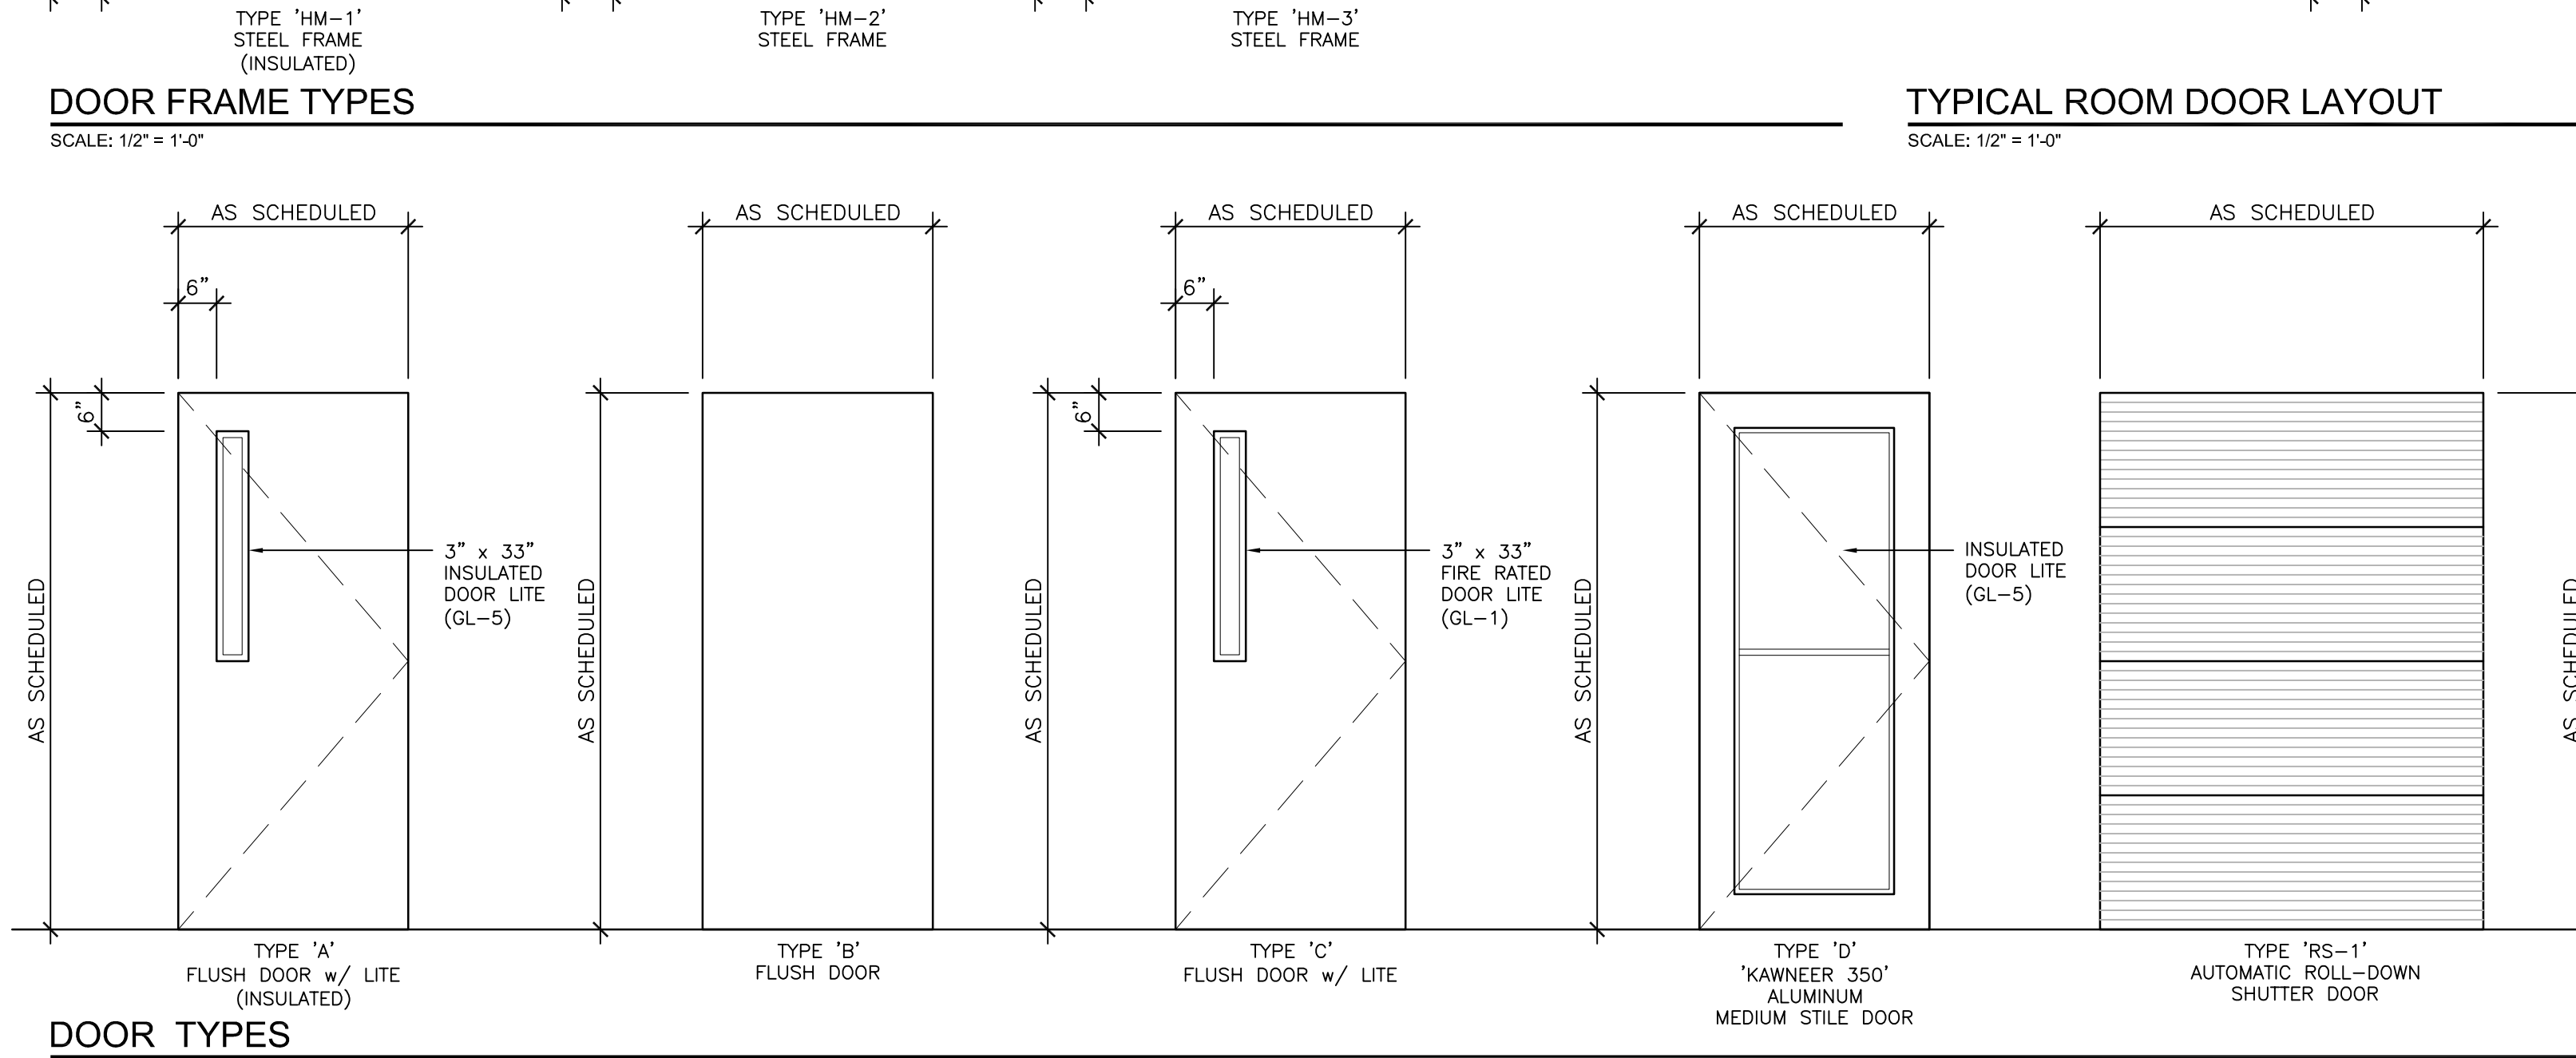 TYPE 'HM-1'
STEEL FRAME
(INSULATED)
TYPE 'HM-2'
STEEL FRAME
TYPE 'HM-3'
STEEL FRAME
DOOR FRAME TYPES
SCALE: 1/2" = 1'-0"
TYPICAL ROOM DOOR LAYOUT
SCALE: 1/2" = 1'-0"
AS SCHEDULED
6"
6"
AS SCHEDULED
3" x 33"
INSULATED
DOOR LITE
(GL-5)
TYPE 'A'
FLUSH DOOR w/ LITE
(INSULATED)
AS SCHEDULED
AS SCHEDULED
TYPE 'B'
FLUSH DOOR
AS SCHEDULED
6"
6"
AS SCHEDULED
3" x 33"
FIRE RATED
DOOR LITE
(GL-1)
TYPE 'C'
FLUSH DOOR w/ LITE
AS SCHEDULED
AS SCHEDULED
INSULATED
DOOR LITE
(GL-5)
TYPE 'D'
'KAWNEER 350'
ALUMINUM
MEDIUM STILE DOOR
AS SCHEDULED
AS SCHEDULED
TYPE 'RS-1'
AUTOMATIC ROLL-DOWN
SHUTTER DOOR
DOOR TYPES